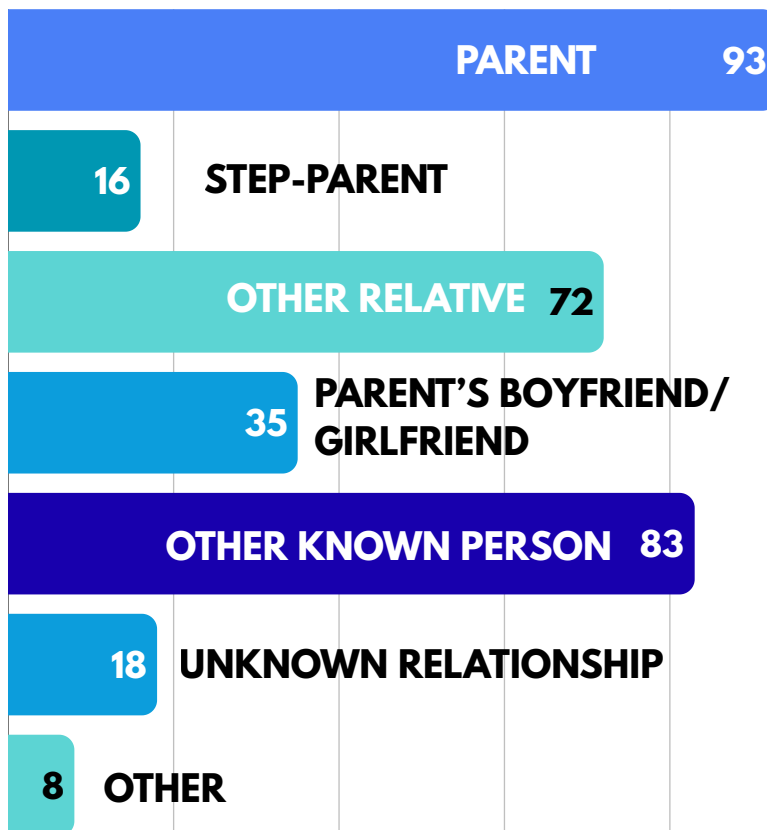 PARENT 93
16 STEP-PARENT
OTHER RELATIVE 72
35 PARENT’S BOYFRIEND/
GIRLFRIEND
OTHER KNOWN PERSON 83
18 UNKNOWN RELATIONSHIP
8 OTHER